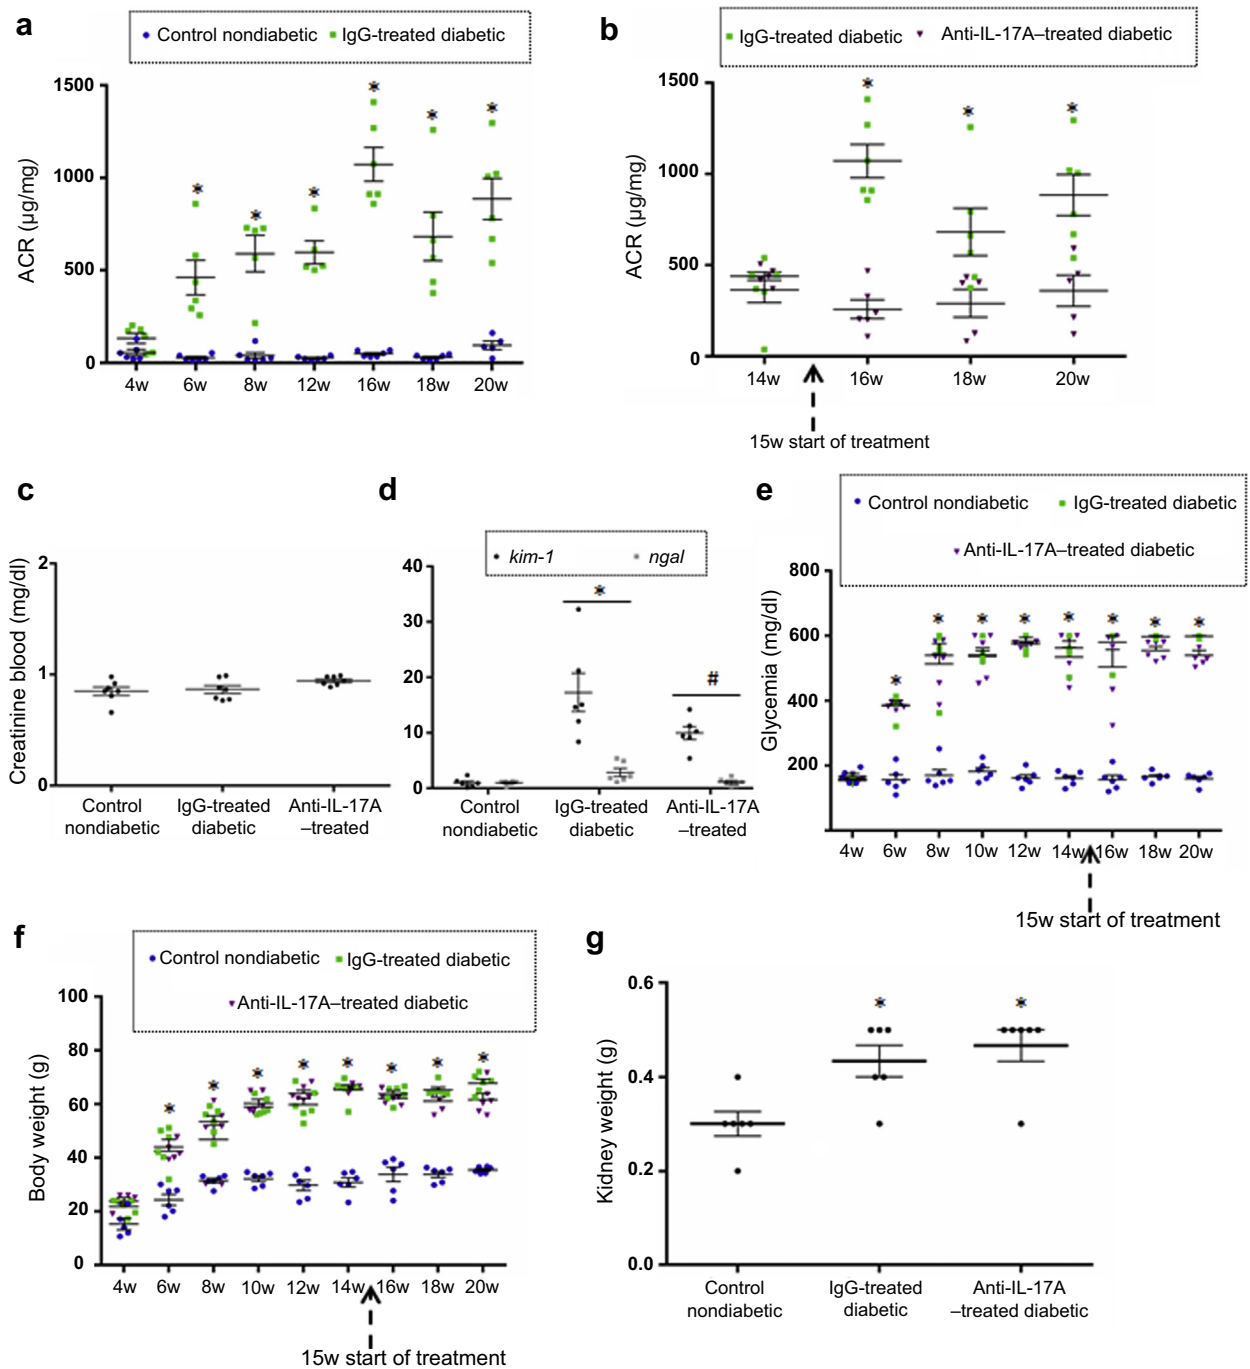 a
Control nondiabetic IgG-treated diabetic
ACR (µg/mg)
1500
1000
500
0
* * * * * *
4w 6w 8w 12w 16w 18w 20w
b
IgG-treated diabetic Anti-IL-17A–treated diabetic
ACR (µg/mg)
1500
1000
500
0
* * *
14w 16w 18w 20w
15w start of treatment
c
Creatinine blood (mg/dl)
2
1
0
Control
nondiabetic
IgG-treated
diabetic
Anti-IL-17A
–treated
d
kim-1 ngal
40
30
20
10
0
*
#
Control
nondiabetic
IgG-treated
diabetic
Anti-IL-17A
–treated
e
Control nondiabetic IgG-treated diabetic
Anti-IL-17A–treated diabetic
Glycemia (mg/dl)
800
600
400
200
* * * * * * * *
4w 6w 8w 10w 12w 14w 16w 18w 20w
15w start of treatment
f
Control nondiabetic IgG-treated diabetic
Anti-IL-17A–treated diabetic
Body weight (g)
100
80
60
40
20
0
* * * * * * * *
4w 6w 8w 10w 12w 14w 16w 18w 20w
15w start of treatment
g
Kidney weight (g)
0.6
0.4
0.2
0.0
* *
Control
nondiabetic
IgG-treated
diabetic
Anti-IL-17A
–treated diabetic